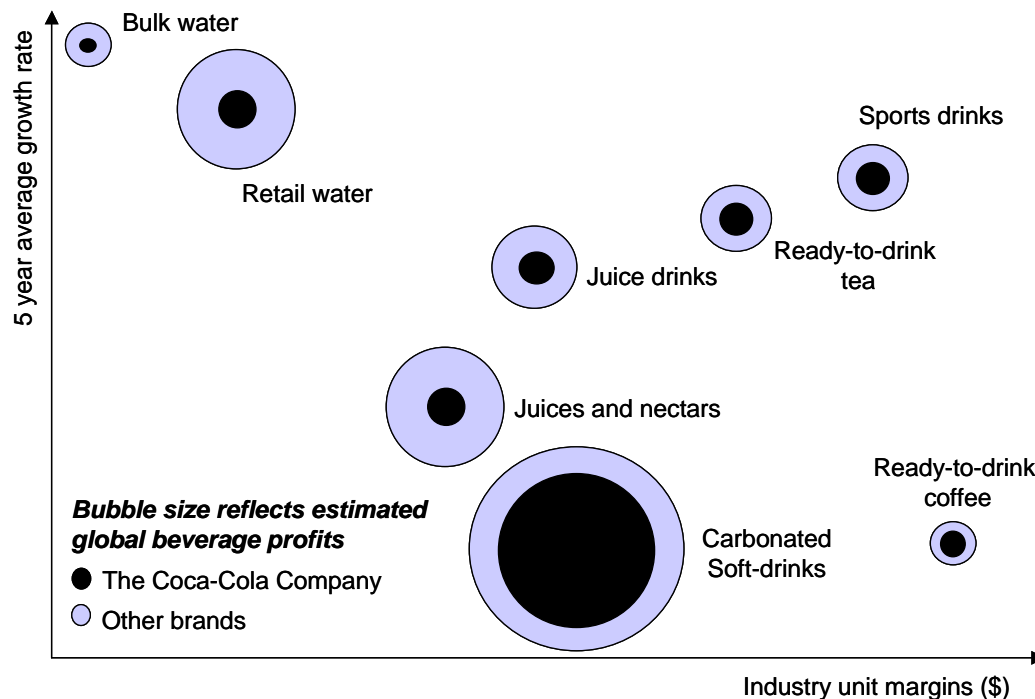 Bulk water
5 year average growth rate
Retail water
Sports drinks
Ready-to-drink
tea
Juice drinks
Juices and nectars
Ready-to-drink
coffee
Carbonated
Soft-drinks
Bubble size reflects estimated
global beverage profits
The Coca-Cola Company
Other brands
Industry unit margins ($)